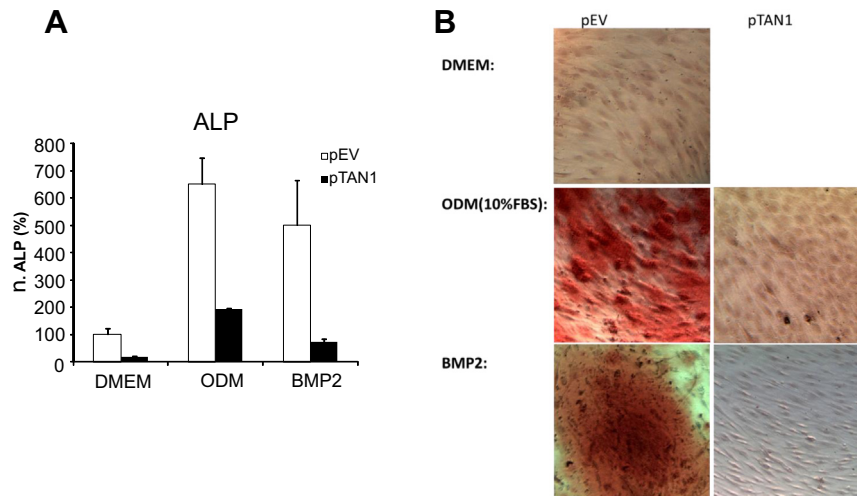 A
ALP
800
700
600
500
400
300
200
100
0
n. ALP (%)
pEV
pTAN1
DMEM ODM BMP2
B
pEV pTAN1
DMEM:
ODM(10%FBS):
BMP2: